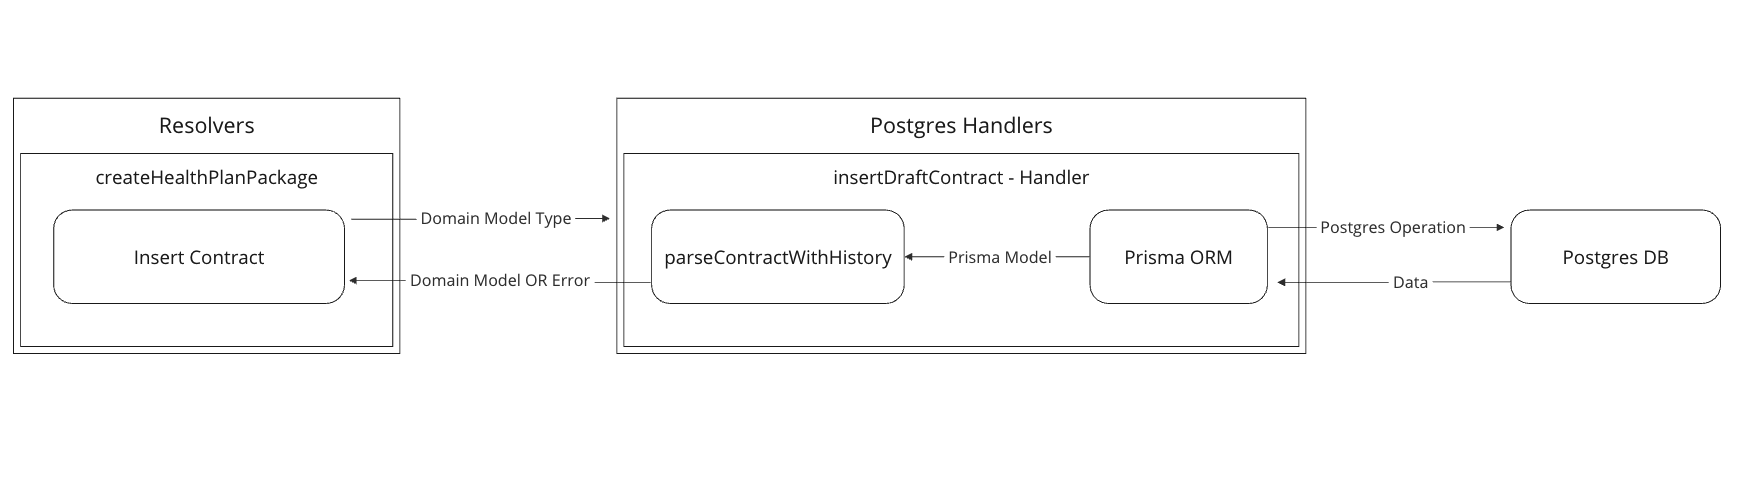 Resolvers
createHealthPlanPackage
Insert Contract
Domain Model Type
Domain Model OR Error
Postgres Handlers
insertDraftContract - Handler
parseContractWithHistory
Prisma Model
Prisma ORM
Postgres Operation
Data
Postgres DB